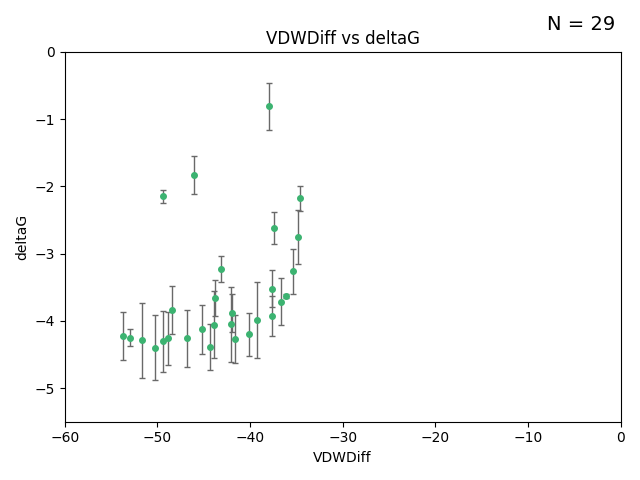 N = 29
VDWDiff vs deltaG
0
−1
−2
−3
−4
−5
deltaG
−60 −50 −40 −30 −20 −10 0
VDWDiff